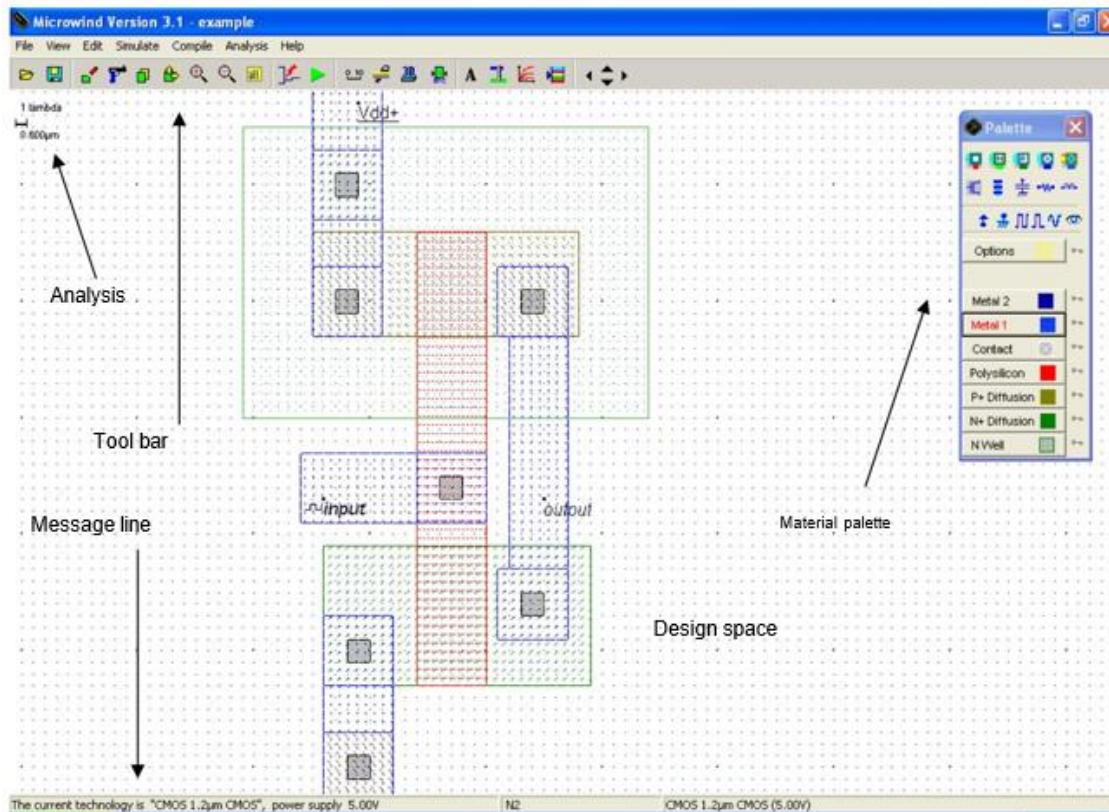 Microwind Version 3.1 - example
File View Edit Simulate Compile Analysis Help
1 lambda
0.600µm
Vdd+
Palette
Options
Analysis
Metal 2
Metal 1
Contact
Polysilicon
P+ Diffusion
N+ Diffusion
N Well
Tool bar
input
output
Message line
Material palette
Design space
The current technology is "CMOS 1.2µm CMOS", power supply 5.00V
N2
CMOS 1.2µm CMOS (5.00V)